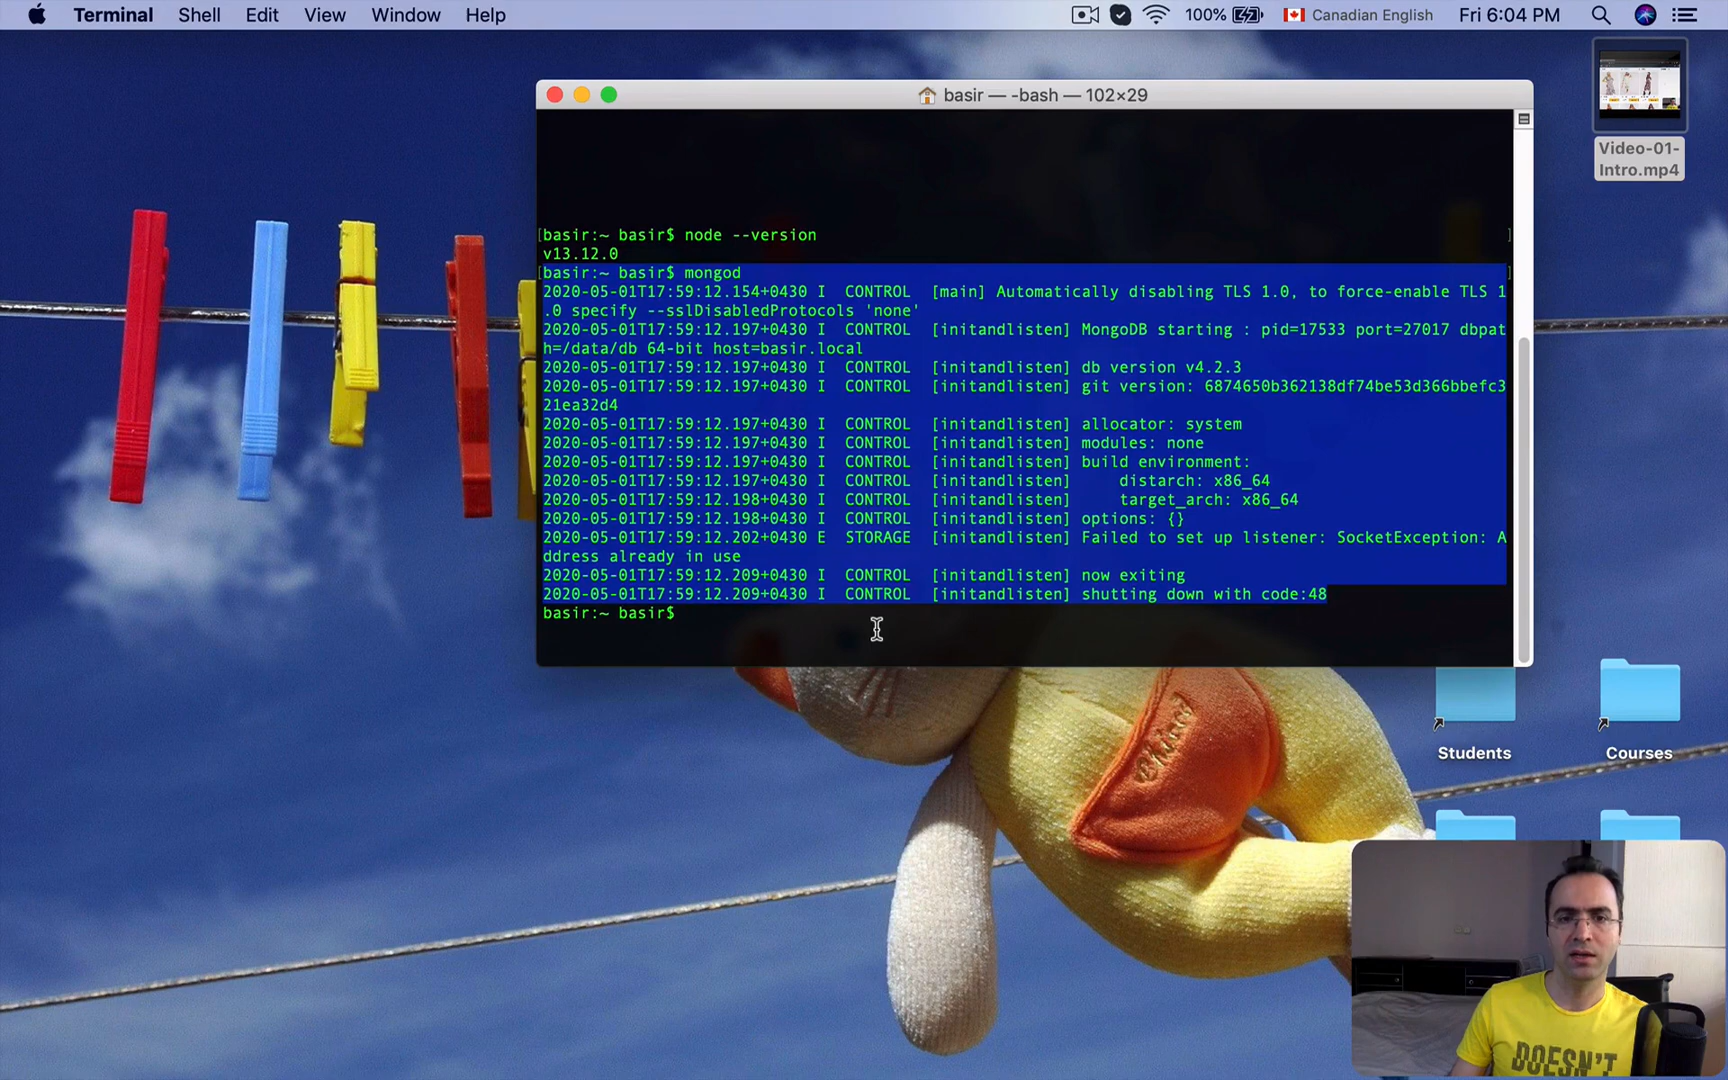 Terminal Shell Edit View Window Help 100% Canadian English Fri 6:04 PM
basir — -bash — 102×29
Video-01-
Intro.mp4
[basir:~ basir$ node --version ]
v13.12.0
[basir:~ basir$ mongod ]
2020-05-01T17:59:12.154+0430 I  CONTROL  [main] Automatically disabling TLS 1.0, to force-enable TLS 1
.0 specify --sslDisabledProtocols 'none'
2020-05-01T17:59:12.197+0430 I  CONTROL  [initandlisten] MongoDB starting : pid=17533 port=27017 dbpat
h=/data/db 64-bit host=basir.local
2020-05-01T17:59:12.197+0430 I  CONTROL  [initandlisten] db version v4.2.3
2020-05-01T17:59:12.197+0430 I  CONTROL  [initandlisten] git version: 6874650b362138df74be53d366bbefc3
21ea32d4
2020-05-01T17:59:12.197+0430 I  CONTROL  [initandlisten] allocator: system
2020-05-01T17:59:12.197+0430 I  CONTROL  [initandlisten] modules: none
2020-05-01T17:59:12.197+0430 I  CONTROL  [initandlisten] build environment:
2020-05-01T17:59:12.197+0430 I  CONTROL  [initandlisten]     distarch: x86_64
2020-05-01T17:59:12.198+0430 I  CONTROL  [initandlisten]     target_arch: x86_64
2020-05-01T17:59:12.198+0430 I  CONTROL  [initandlisten] options: {}
2020-05-01T17:59:12.202+0430 E  STORAGE  [initandlisten] Failed to set up listener: SocketException: A
ddress already in use
2020-05-01T17:59:12.209+0430 I  CONTROL  [initandlisten] now exiting
2020-05-01T17:59:12.209+0430 I  CONTROL  [initandlisten] shutting down with code:48
basir:~ basir$
Students
Courses
DOESN'T